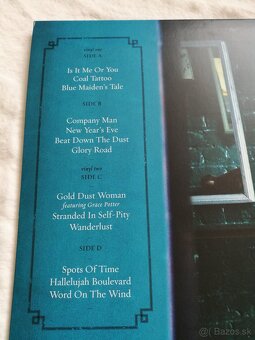 vinyl one
SIDE A
Is It Me Or You
Coal Tattoo
Blue Maiden's Tale
SIDE B
Company Man
New Year's Eve
Beat Down The Dust
Glory Road
vinyl two
SIDE C
Gold Dust Woman
featuring Grace Potter
Stranded In Self-Pity
Wanderlust
SIDE D
Spots Of Time
Hallelujah Boulevard
Word On The Wind
bazos.sk